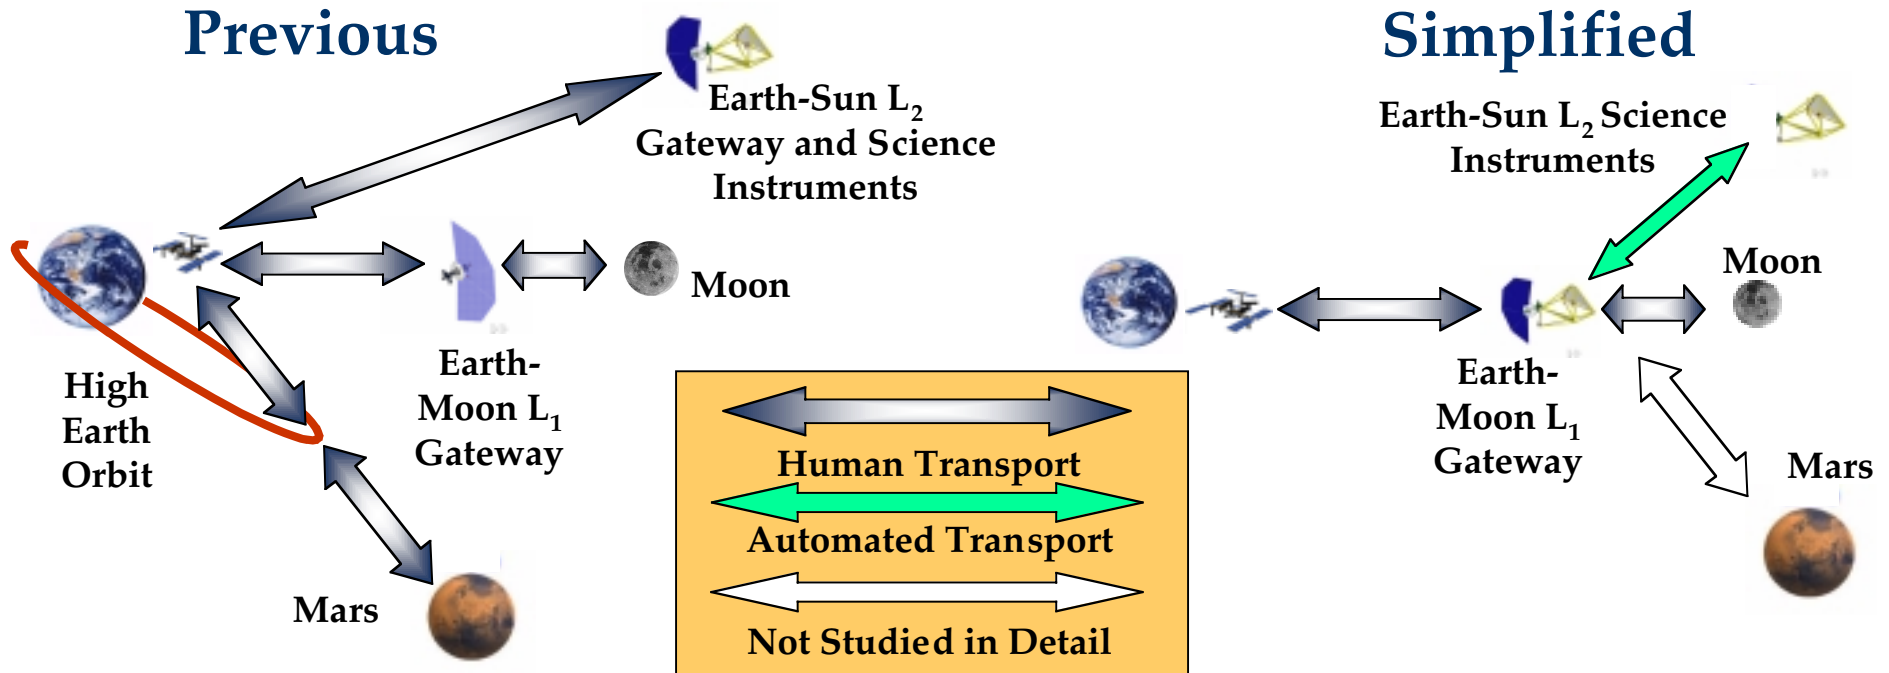 Previous
Earth-Sun L₂
Gateway and Science
Instruments
Moon
Earth-
Moon L₁
Gateway
High
Earth
Orbit
Mars
Human Transport
Automated Transport
Not Studied in Detail
Simplified
Earth-Sun L₂ Science
Instruments
Moon
Earth-
Moon L₁
Gateway
Mars